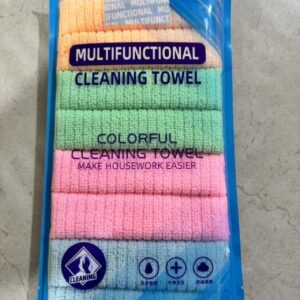 MULTIFUNCTIONAL
CLEANING TOWEL
COLORFUL
CLEANING TOWEL
MAKE HOUSEWORK EASIER
CLEANING